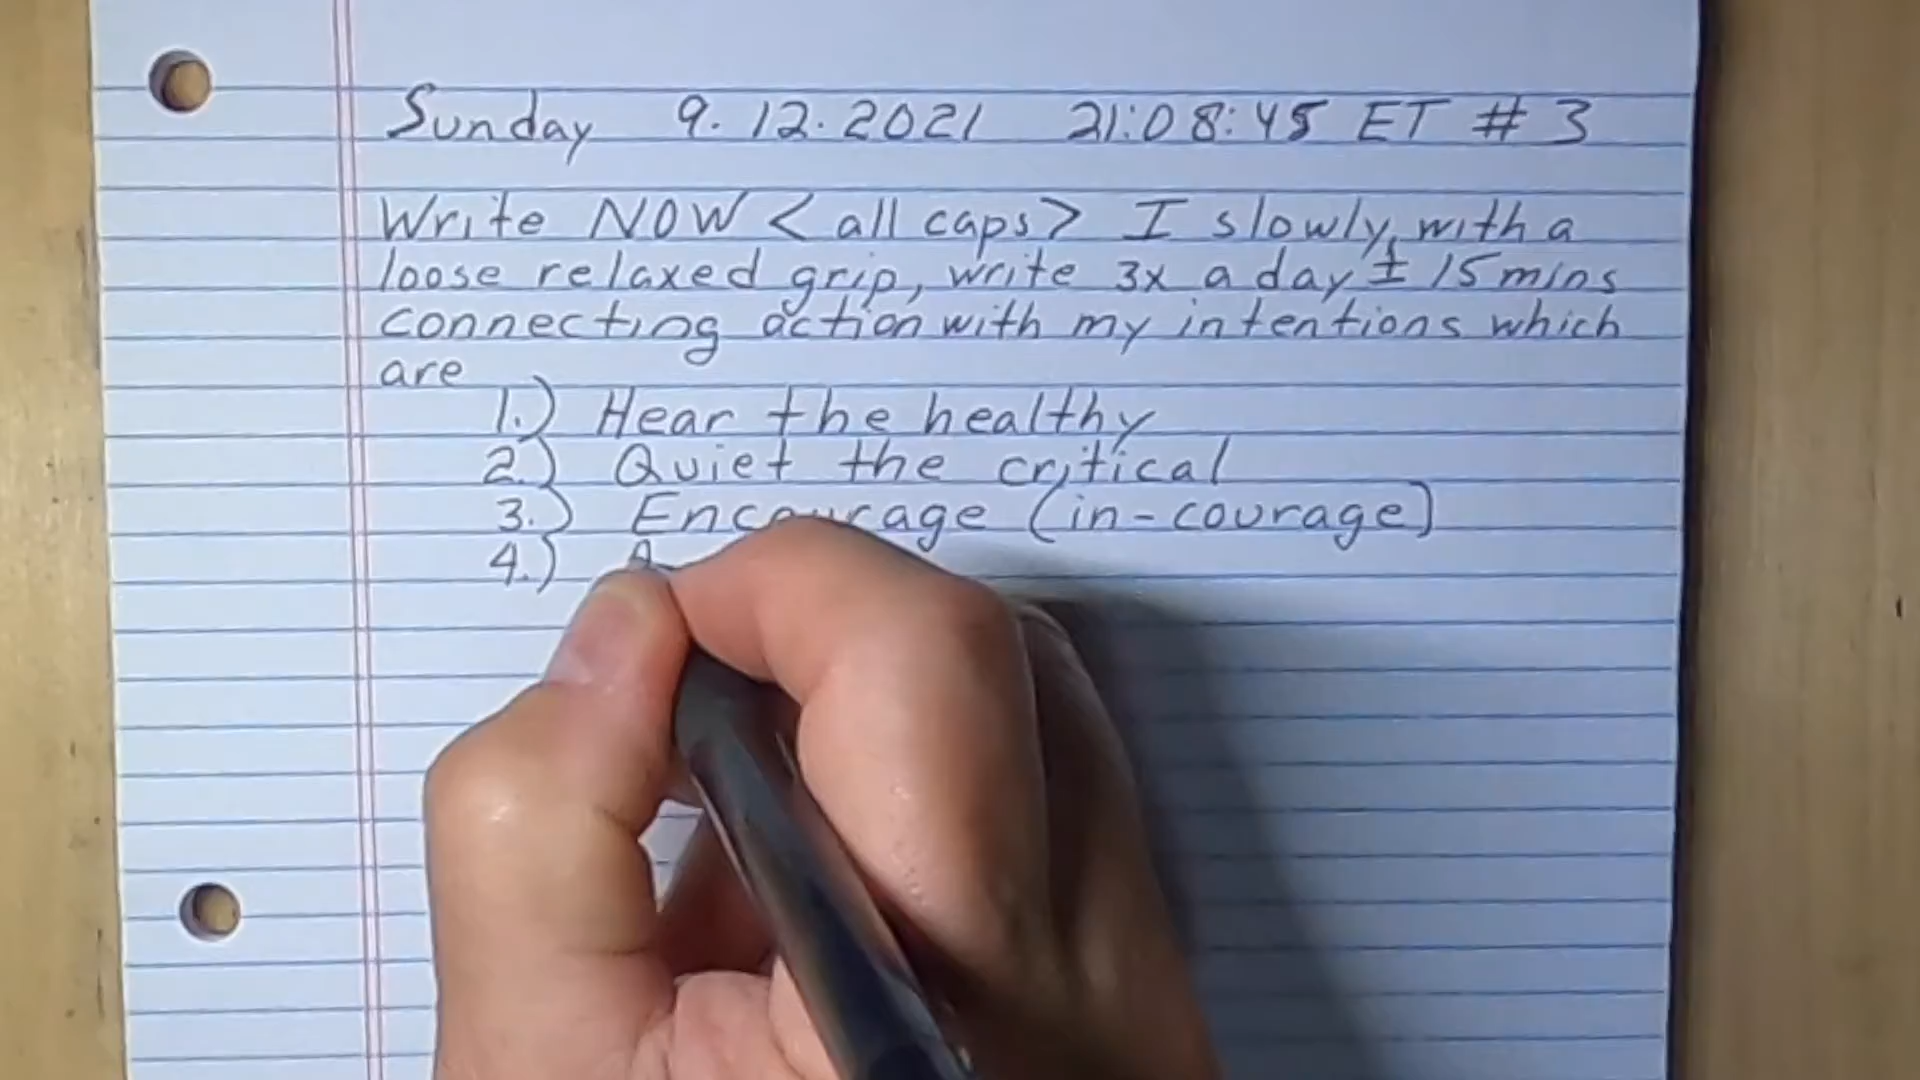 Sunday 9.12.2021 21:08:45 ET #3
Write NOW <all caps> I slowly, with a
loose relaxed grip, write 3x a day ± 15 mins
connecting action with my intentions which
are
1.) Hear the healthy
2.) Quiet the critical
3.) Encourage (in-courage)
4.)